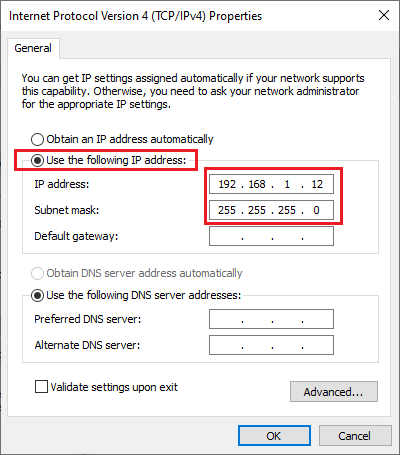 Internet Protocol Version 4 (TCP/IPv4) Properties
General
You can get IP settings assigned automatically if your network supports
this capability. Otherwise, you need to ask your network administrator
for the appropriate IP settings.
Obtain an IP address automatically
Use the following IP address:
IP address: 192 . 168 . 1 . 12
Subnet mask: 255 . 255 . 255 . 0
Default gateway: . . .
Obtain DNS server address automatically
Use the following DNS server addresses:
Preferred DNS server: . . .
Alternate DNS server: . . .
Validate settings upon exit
Advanced...
OK Cancel